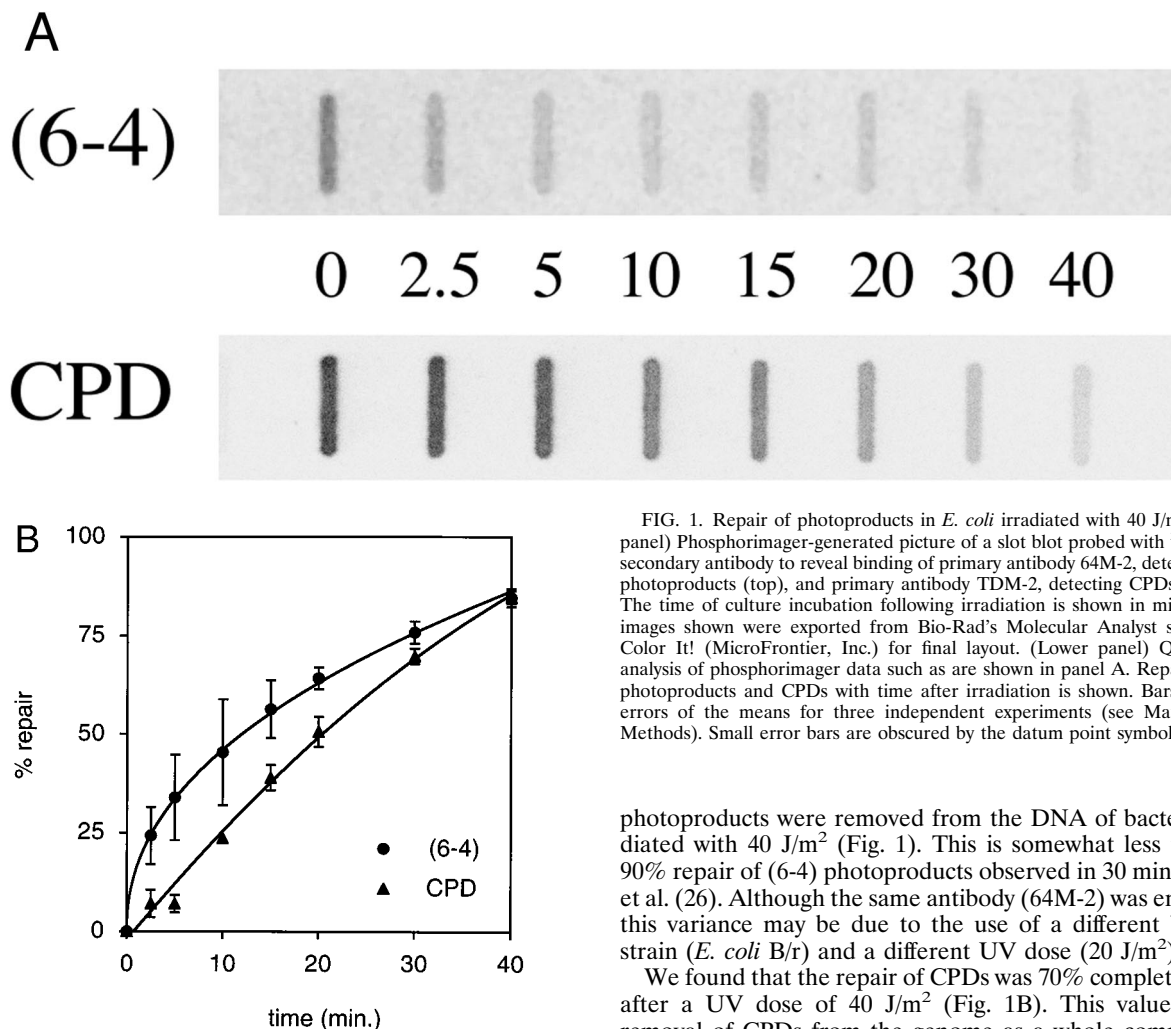 A
(6-4)
0 2.5 5 10 15 20 30 40
CPD
B
100
75
50
25
0
% repair
0 10 20 30 40
time (min.)
(6-4)
CPD
FIG. 1. Repair of photoproducts in E. coli irradiated with 40 J/
panel) Phosphorimager-generated picture of a slot blot probed with
secondary antibody to reveal binding of primary antibody 64M-2,
photoproducts (top), and primary antibody TDM-2, detecting CPDs
The time of culture incubation following irradiation is shown in
images shown were exported from Bio-Rad's Molecular Analyst
Color It! (MicroFrontier, Inc.) for final layout. (Lower panel)
analysis of phosphorimager data such as are shown in panel A.
photoproducts and CPDs with time after irradiation is shown. Bars
errors of the means for three independent experiments (see
Methods). Small error bars are obscured by the datum point symbol
photoproducts were removed from the DNA of
diated with 40 J/m² (Fig. 1). This is somewhat less
90% repair of (6-4) photoproducts observed in 30 min
et al. (26). Although the same antibody (64M-2) was
this variance may be due to the use of a different
strain (E. coli B/r) and a different UV dose (20 J/m²)
We found that the repair of CPDs was 70% complete
after a UV dose of 40 J/m² (Fig. 1B). This value
removal of CPDs from the genome as a whole